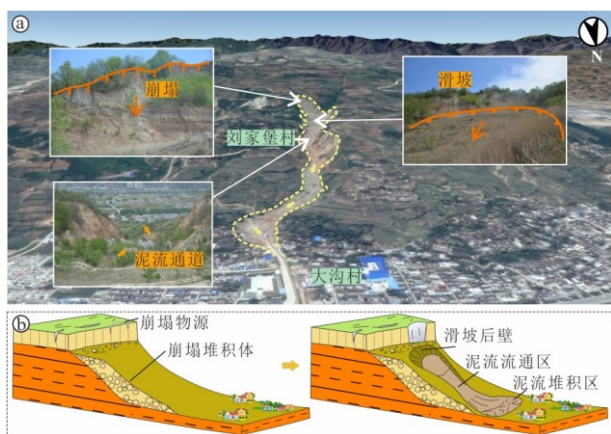 a
N
崩塌
滑坡
刘家堡村
泥流通道
大沟村
b
崩塌物源
崩塌堆积体
滑坡后壁
泥流流通区
泥流堆积区